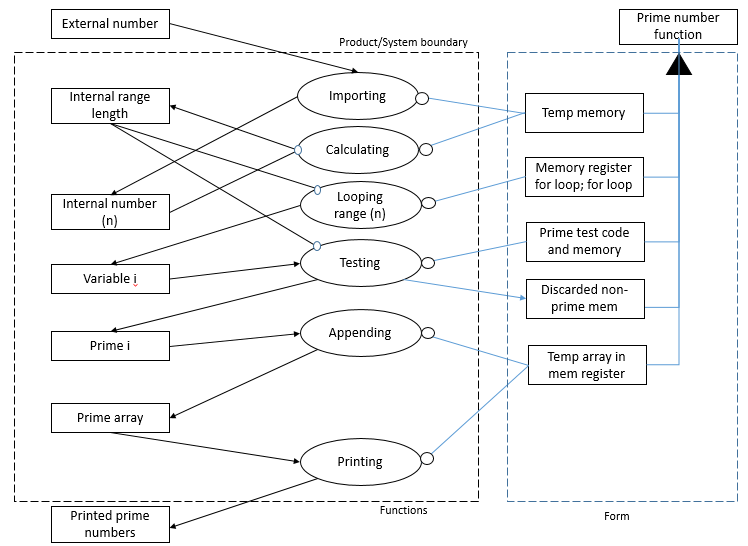 External number
Prime number
function
Product/System boundary
Internal range
length
Importing
Temp memory
Calculating
Memory register
for loop; for loop
Internal number
(n)
Looping
range (n)
Prime test code
and memory
Variable i
Testing
Discarded non-
prime mem
Prime i
Appending
Temp array in
mem register
Prime array
Printing
Printed prime
numbers
Functions
Form